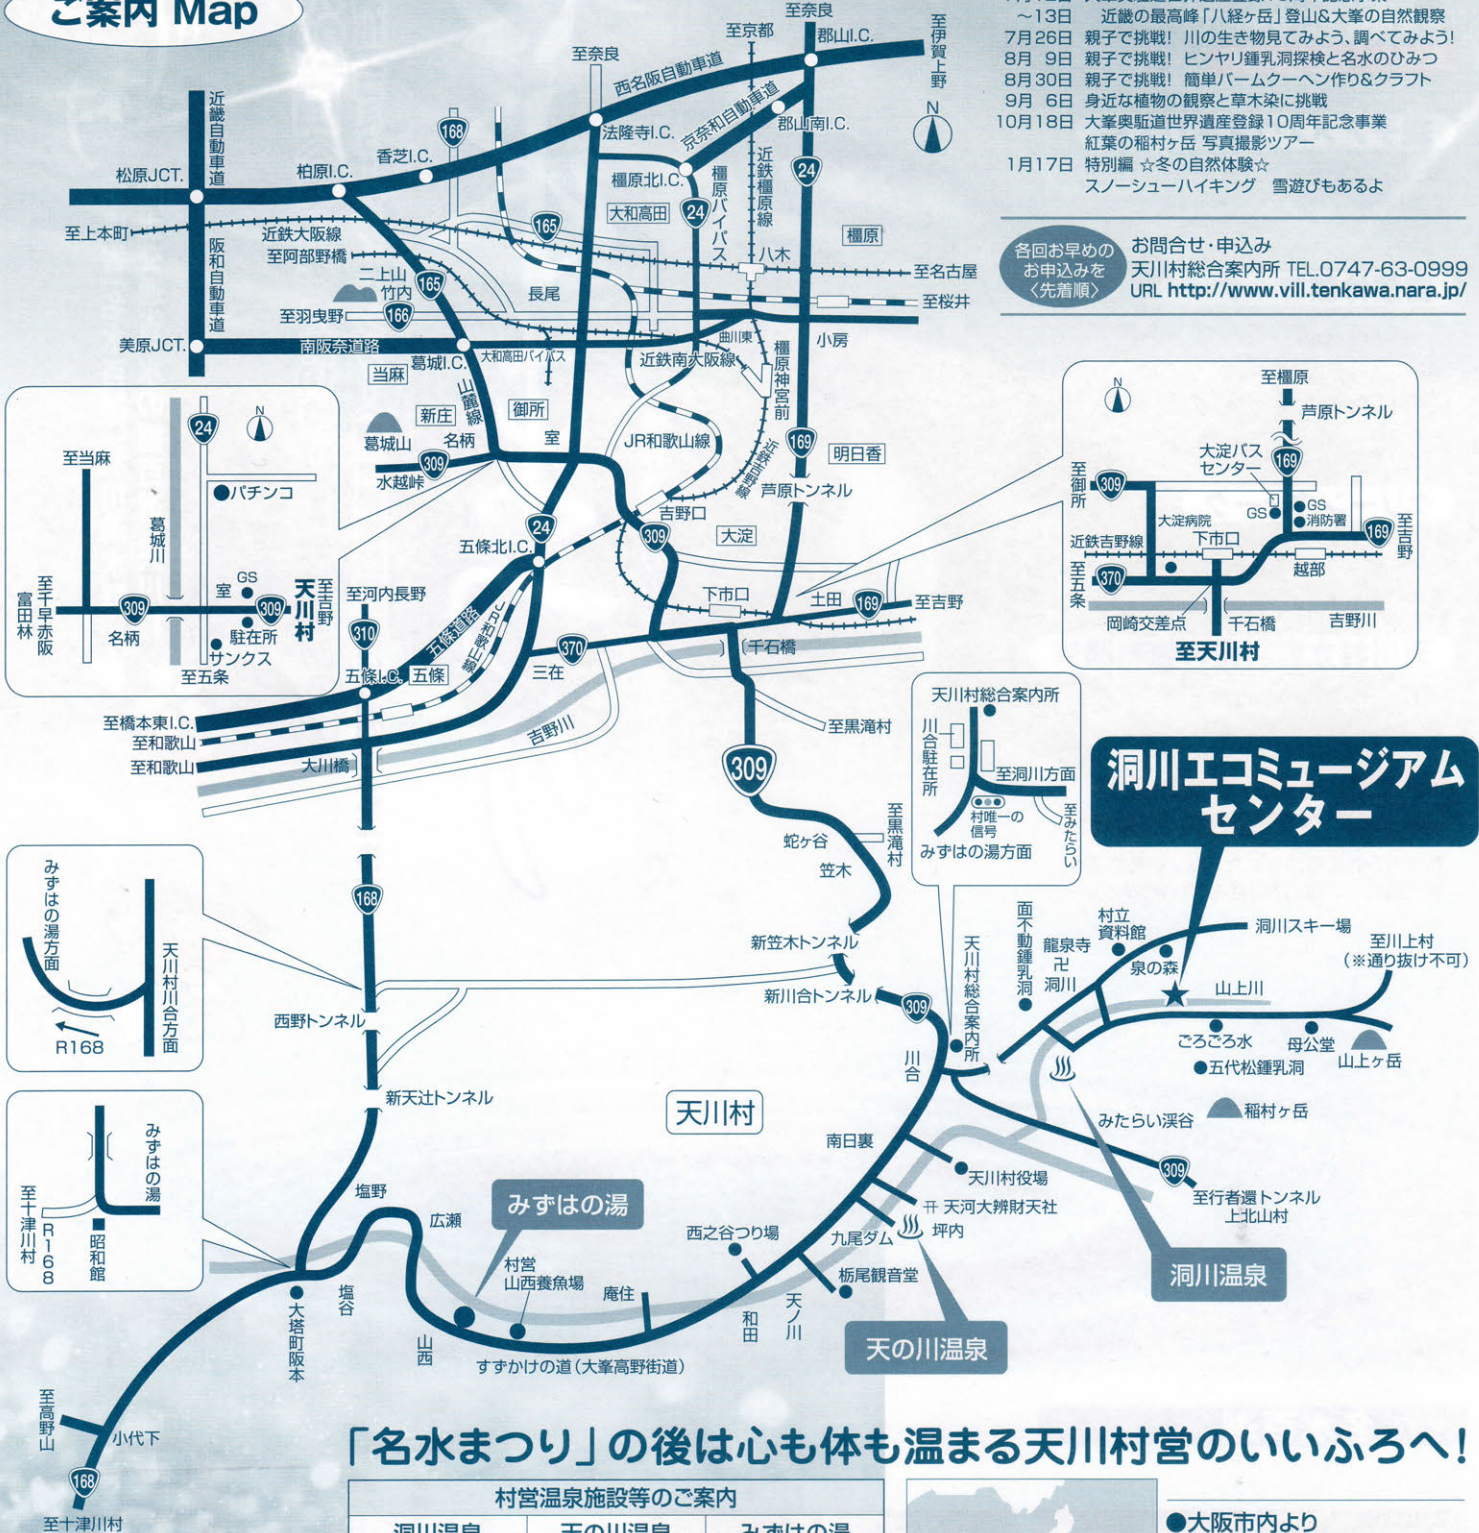 ご案内 Map
～13日　近畿の最高峰「八経ヶ岳」登山&大峯の自然観察
7月26日 親子で挑戦! 川の生き物見てみよう、調べてみよう!
8月 9日 親子で挑戦! ヒンヤリ鍾乳洞探検と名水のひみつ
8月30日 親子で挑戦! 簡単バームクーヘン作り&クラフト
9月 6日 身近な植物の観察と草木染に挑戦
10月18日 大峯奥駈道世界遺産登録10周年記念事業
紅葉の稲村ヶ岳 写真撮影ツアー
1月17日 特別編 ☆冬の自然体験☆
スノーシューハイキング 雪遊びもあるよ
各回お早めの
お申込みを
〈先着順〉
お問合せ・申込み
天川村総合案内所 TEL.0747-63-0999
URL http://www.vill.tenkawa.nara.jp/
至奈良
至京都
至奈良
郡山I.C.
至伊賀上野
西名阪自動車道
京奈和自動車道
N
近畿自動車道
168
法隆寺I.C.
郡山南I.C.
香芝I.C.
柏原I.C.
松原JCT.
橿原北I.C.
橿原バイパス
近鉄橿原線
24
大和高田
24
165
橿原
至上本町
近鉄大阪線
至阿部野橋
八木
至名古屋
阪和自動車道
二上山
竹内
165
長尾
至桜井
至羽曳野
166
美原JCT.
南阪奈道路
葛城I.C.
大和高田バイパス
近鉄南大阪線
曲川東
小房
橿原神宮前
当麻
山麓線
新庄
御所
葛城山
名柄
室
JR和歌山線
近鉄吉野線
169
明日香
309
水越峠
芦原トンネル
吉野口
24
309
大淀
五條北I.C.
下市口
土田
169
至吉野
至河内長野
310
五條道路
JR和歌山線
370
三在
千石橋
五條I.C.
五條
至橋本東I.C.
至和歌山
至和歌山
大川橋
吉野川
至黒滝村
309
24
N
至当麻
パチンコ
葛城川
室
GS
天川村
至吉野
至千早赤阪
富田林
309
309
名柄
駐在所
サンクス
至五条
N
至橿原
芦原トンネル
大淀バス
センター
169
至御所
309
GS
GS
消防署
大淀病院
169
至吉野
近鉄吉野線
下市口
越部
至五条
370
岡崎交差点
千石橋
吉野川
至天川村
天川村総合案内所
川合駐在所
至洞川方面
村唯一の
信号
至みたらい
みずはの湯方面
洞川エコミュージアム
センター
蛇ヶ谷
至黒滝村
笠木
168
新笠木トンネル
新川合トンネル
309
みずはの湯方面
天川村川合方面
R168
西野トンネル
新天辻トンネル
天川村総合案内所
川合
面不動鍾乳洞
龍泉寺
卍
洞川
村立
資料館
泉の森
洞川スキー場
至川上村
(※通り抜け不可)
山上川
ごろごろ水
母公堂
山上ヶ岳
五代松鍾乳洞
稲村ヶ岳
みたらい渓谷
309
至行者還トンネル
上北山村
洞川温泉
天川村
みずはの湯
至十津川村
R168
昭和館
塩野
広瀬
みずはの湯
村営
山西養魚場
庵住
西之谷つり場
南日裏
天川村役場
天河大辨財天社
坪内
九尾ダム
栃尾観音堂
天ノ川
和田
天の川温泉
塩谷
山西
すずかけの道(大峯高野街道)
大塔町阪本
至高野山
小代下
168
至十津川村
「名水まつり」の後は心も体も温まる天川村営のいいふろへ!
村営温泉施設等のご案内
洞川温泉
天の川温泉
みずはの湯
●大阪市内より